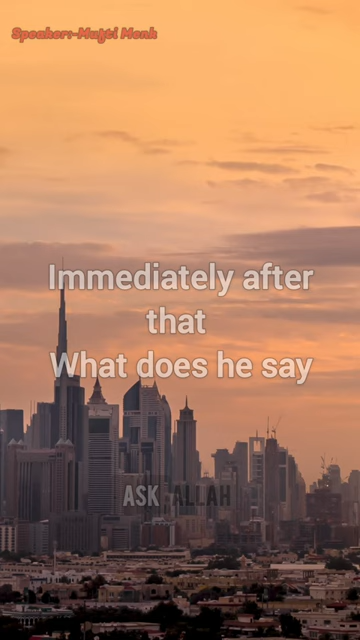 Speaker:-Mufti Menk
Immediately after
that
What does he say
ASK ALLAH